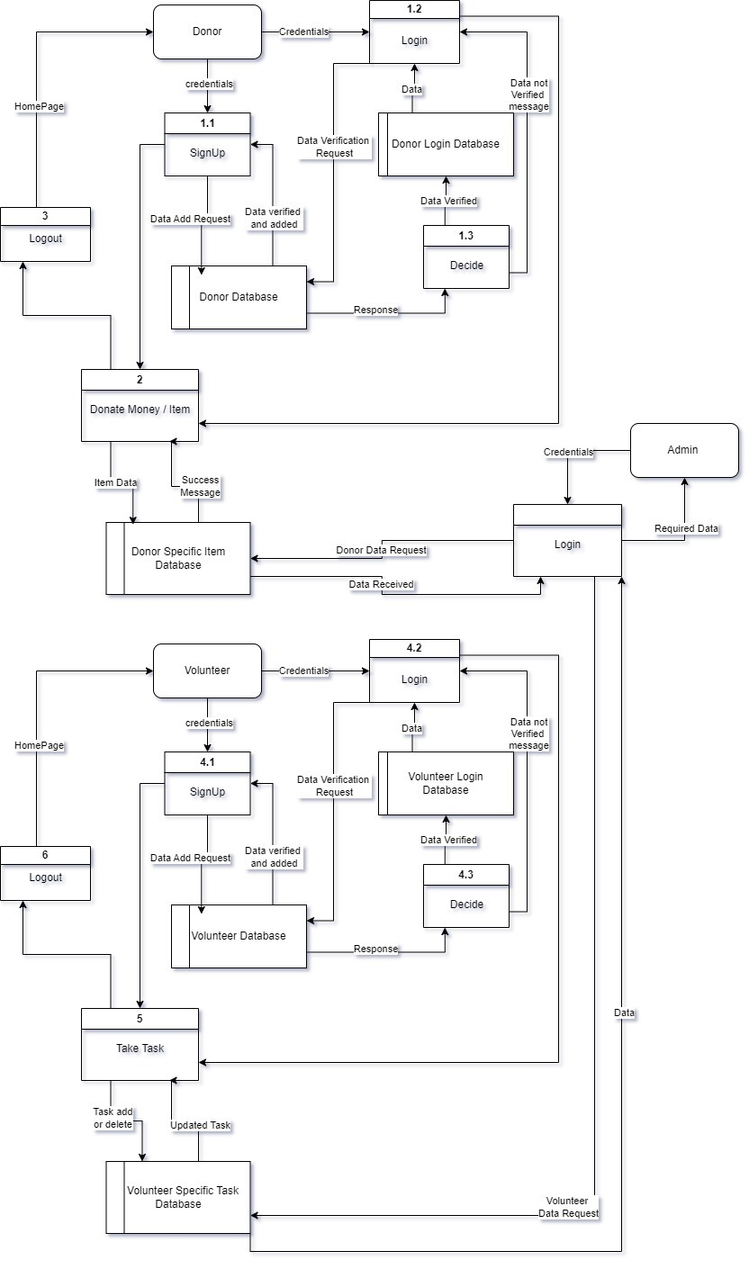 1.2
Donor
Credentials
Login
credentials
Data
Data not
Verified
message
HomePage
1.1
SignUp
Data Verification
Request
Donor Login Database
Data Verified
3
Logout
Data Add Request
Data verified
and added
1.3
Decide
Donor Database
Response
2
Donate Money / Item
Admin
Credentials
Item Data
Success
Message
Required Data
Login
Donor Specific Item
Database
Donor Data Request
Data Received
4.2
Volunteer
Credentials
Login
credentials
Data
Data not
Verified
message
HomePage
4.1
SignUp
Data Verification
Request
Volunteer Login
Database
Data Verified
6
Logout
Data Add Request
Data verified
and added
4.3
Decide
Volunteer Database
Response
5
Take Task
Data
Task add
or delete
Updated Task
Volunteer Specific Task
Database
Volunteer
Data Request